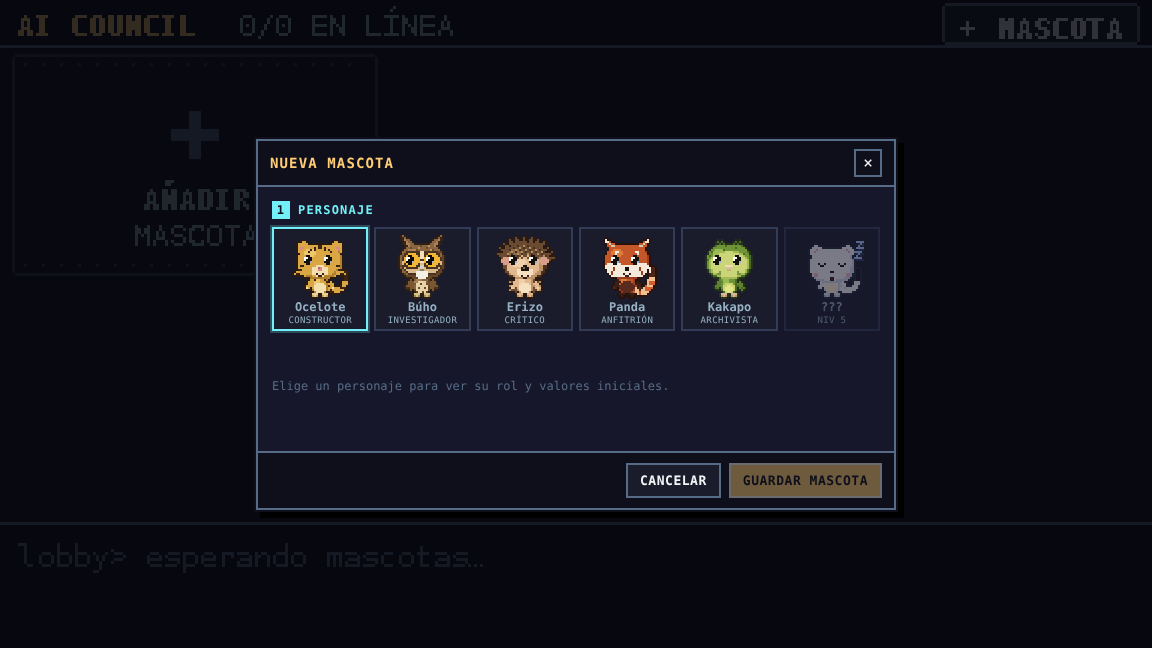 AI COUNCIL 0/0 EN LÍNEA + MASCOTA
+
AÑADIR
MASCOTA
NUEVA MASCOTA ×
1 PERSONAJE
Ocelote Búho Erizo Panda Kakapo ???
CONSTRUCTOR INVESTIGADOR CRÍTICO ANFITRIÓN ARCHIVISTA NIV 5
Elige un personaje para ver su rol y valores iniciales.
CANCELAR GUARDAR MASCOTA
lobby> esperando mascotas…